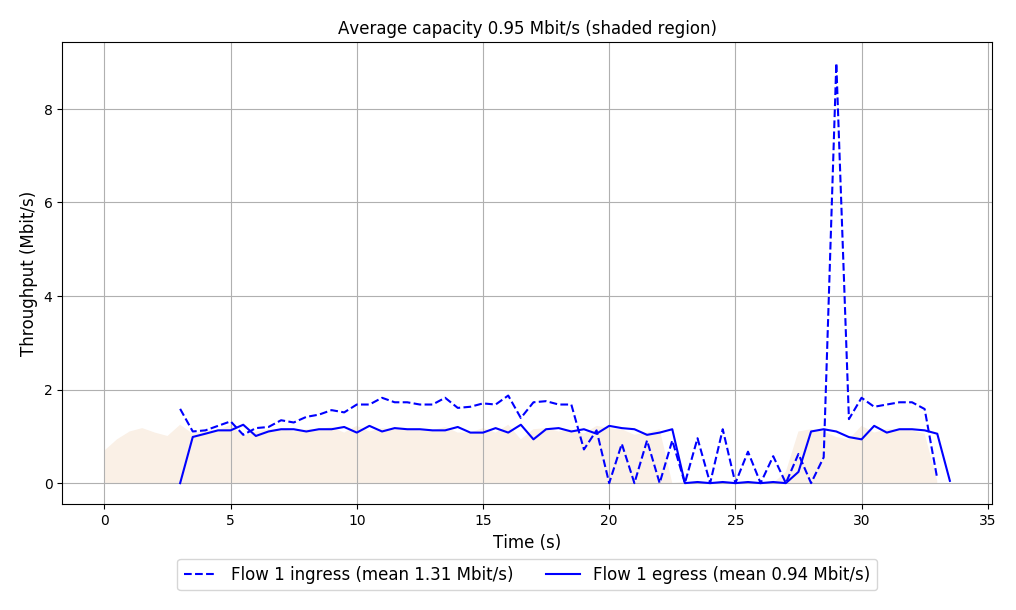 Average capacity 0.95 Mbit/s (shaded region)
Throughput (Mbit/s)
8
6
4
2
0
0 5 10 15 20 25 30 35
Time (s)
Flow 1 ingress (mean 1.31 Mbit/s) Flow 1 egress (mean 0.94 Mbit/s)